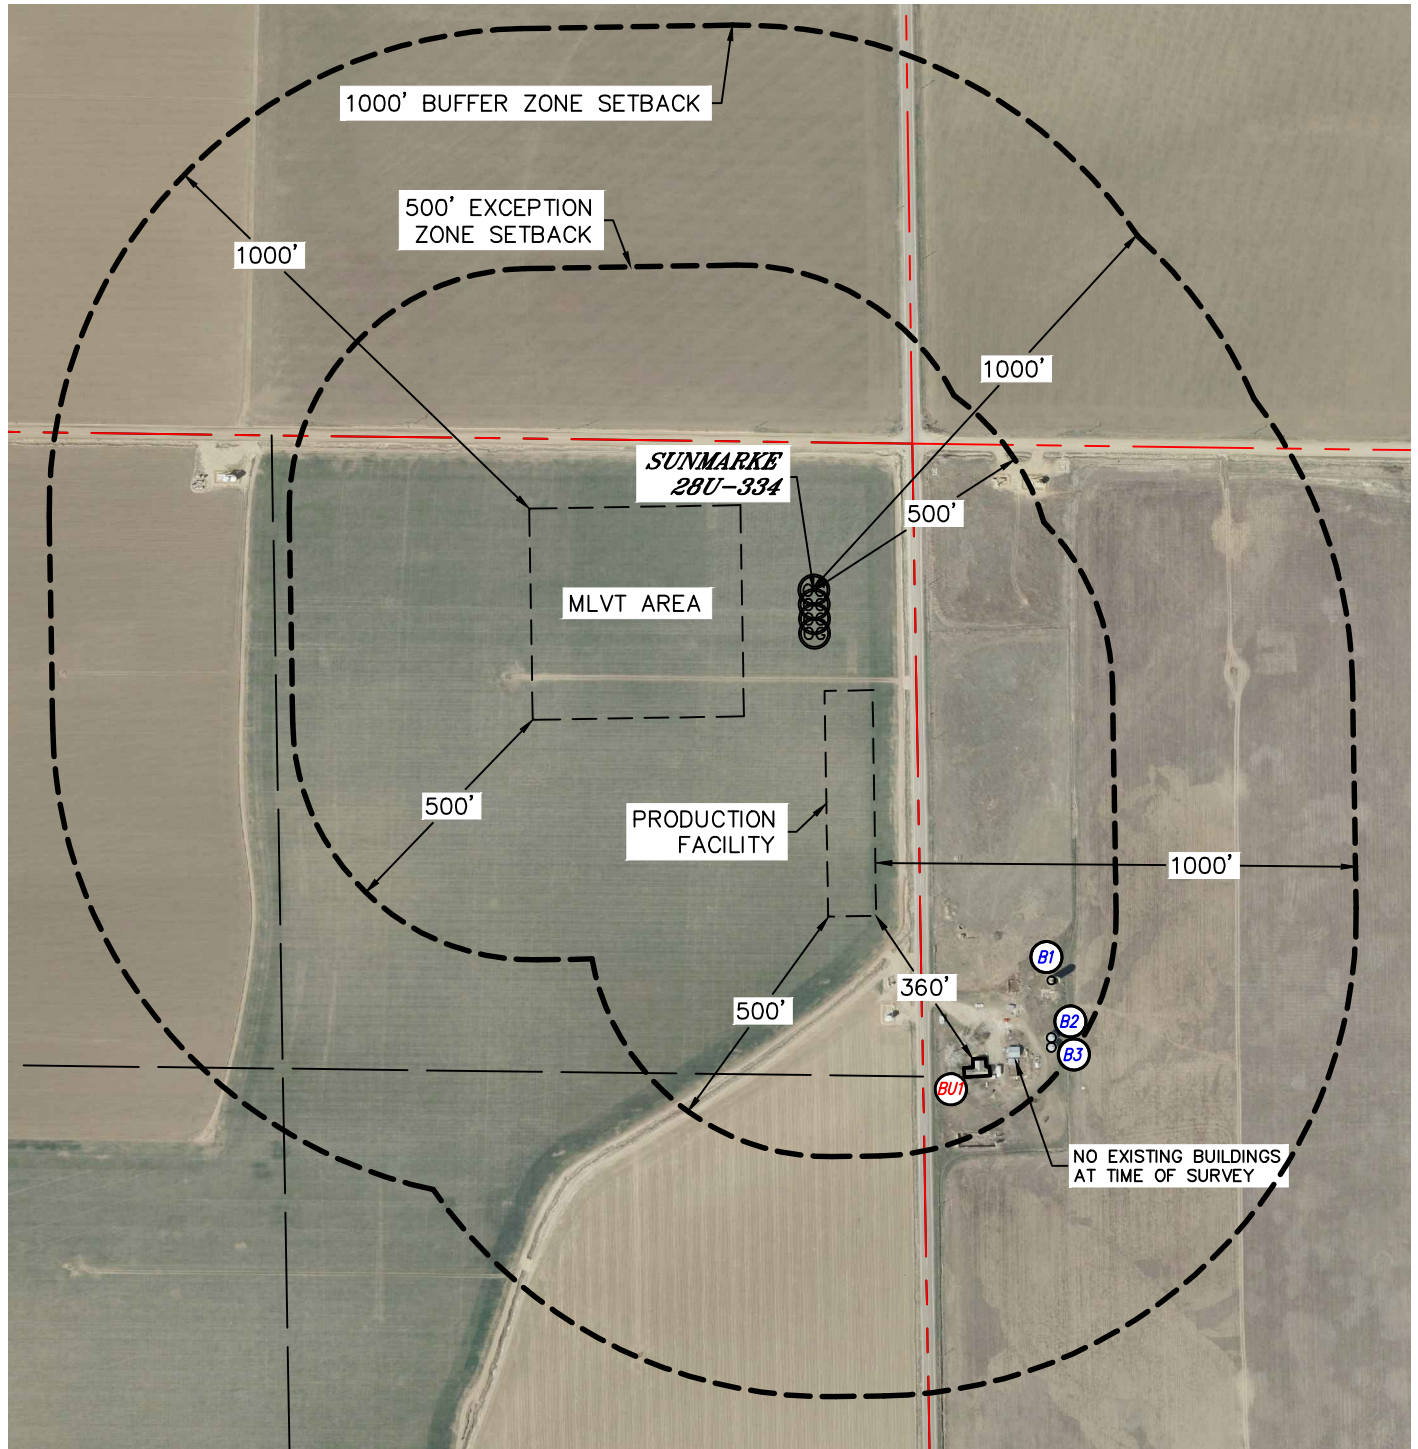 1000' BUFFER ZONE SETBACK
500' EXCEPTION
ZONE SETBACK
1000'
1000'
SUNMARKE
28U-334
500'
MLVT AREA
500'
PRODUCTION
FACILITY
1000'
B1
360'
500'
B2
B3
BU1
NO EXISTING BUILDINGS
AT TIME OF SURVEY